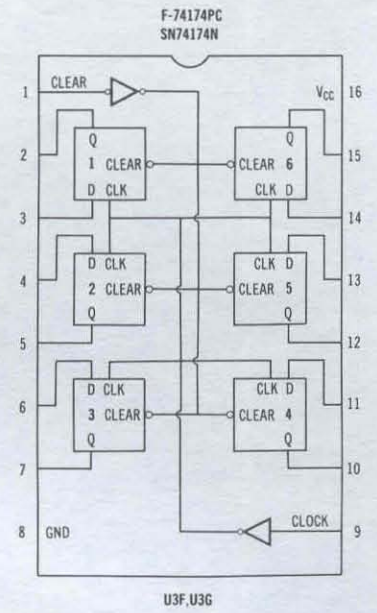 F-74174PC
SN74174N
1 CLEAR VCC 16
2 Q Q 15
1 CLEAR CLEAR 6
D CLK CLK D
3 14
4 D CLK CLK D 13
2 CLEAR CLEAR 5
Q Q
5 12
6 D CLK CLK D 11
3 CLEAR CLEAR 4
Q Q
7 10
8 GND CLOCK 9
U3F,U3G